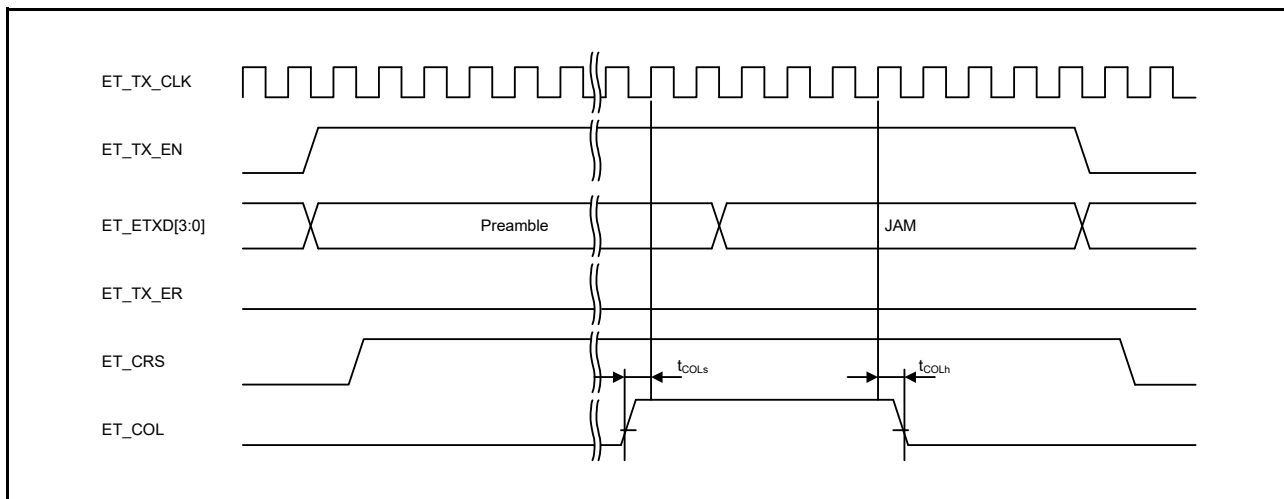 ET_TX_CLK
ET_TX_EN
ET_ETXD[3:0]
Preamble
JAM
ET_TX_ER
ET_CRS
tCOLs
tCOLh
ET_COL